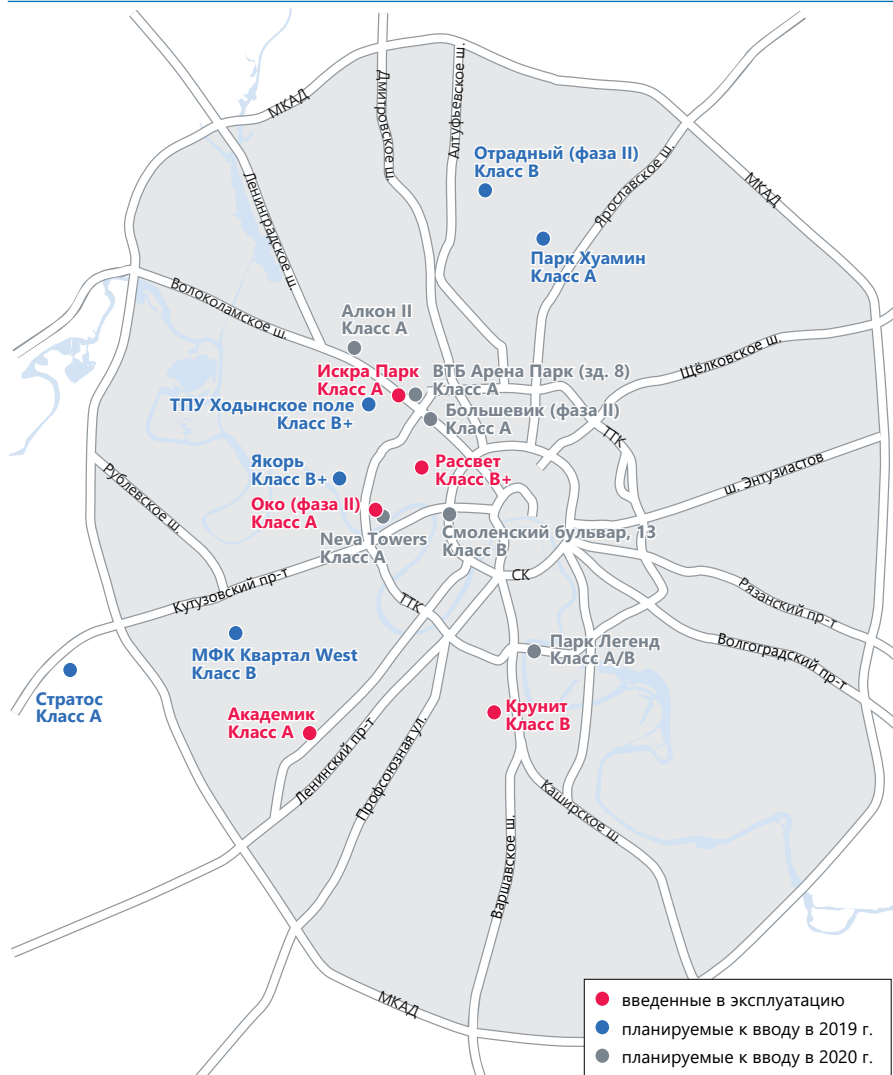 МКАД
Дмитровское ш.
Алтуфьевское ш.
Отрадный (фаза II)
Класс B
Ярославское ш.
МКАД
Ленинградское ш.
Парк Хуамин
Класс A
Волоколамское ш.
Алкон II
Класс A
Щёлковское ш.
Искра Парк
Класс A
ВТБ Арена Парк (зд. 8)
Класс A
ТПУ Ходынское поле
Класс B+
Большевик (фаза II)
Класс A
ТТК
Якорь
Класс B+
Рассвет
Класс B+
ш. Энтузиастов
Рублевское ш.
Око (фаза II)
Класс A
Neva Towers
Класс A
Смоленский бульвар, 13
Класс B
СК
Кутузовский пр-т
ТТК
Рязанский пр-т
Волгоградский пр-т
МФК Квартал West
Класс B
Парк Легенд
Класс A/B
Стратос
Класс A
Академик
Класс A
Крунит
Класс B
Ленинский пр-т
Профсоюзная ул.
Каширское ш.
Варшавское ш.
МКАД
введенные в эксплуатацию
планируемые к вводу в 2019 г.
планируемые к вводу в 2020 г.